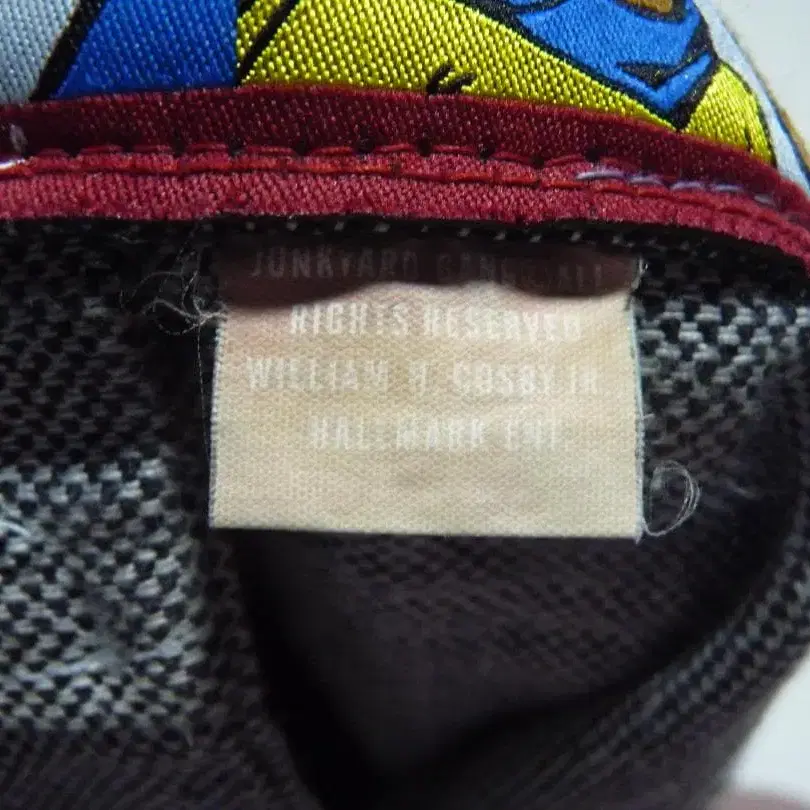 JUNKYARD GANG ALL
RIGHTS RESERVED
WILLIAM H. COSBY JR.
HALLMARK ENT.